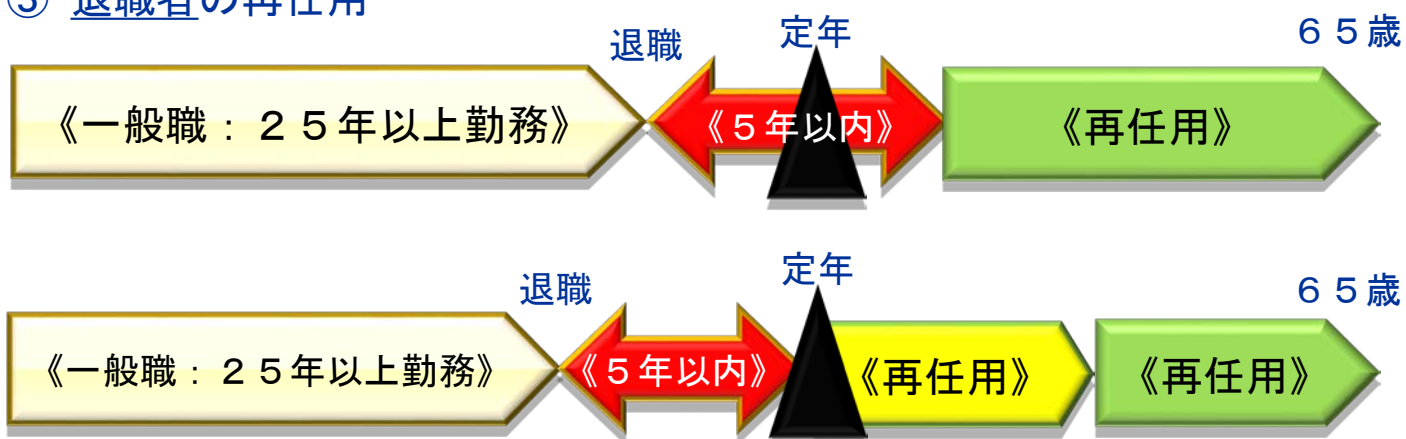 ③ 退職者の再任用
退職 定年 ６５歳
《一般職：２５年以上勤務》 《５年以内》 《再任用》
退職 定年 ６５歳
《一般職：２５年以上勤務》 《５年以内》 《再任用》 《再任用》